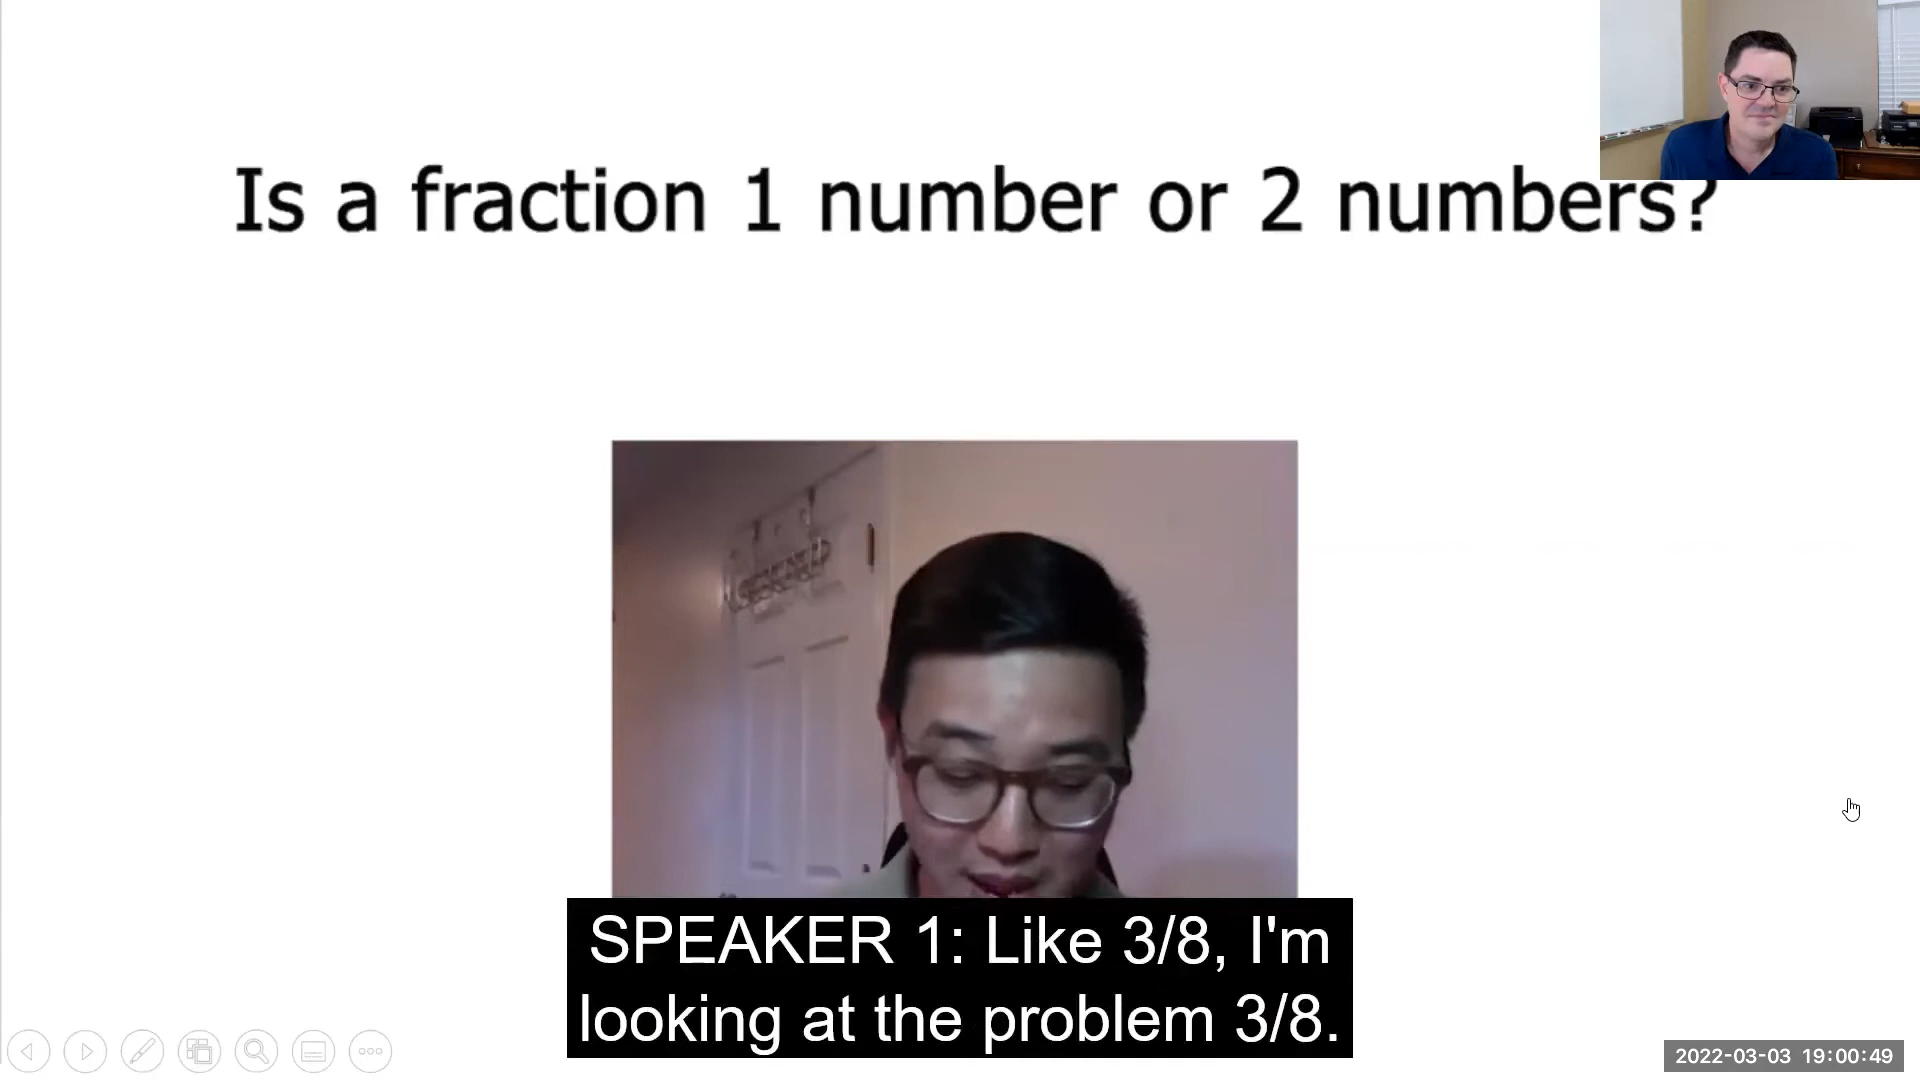 Is a fraction 1 number or 2 numbers?
SPEAKER 1: Like 3/8, I'm
looking at the problem 3/8.
2022-03-03 19:00:49